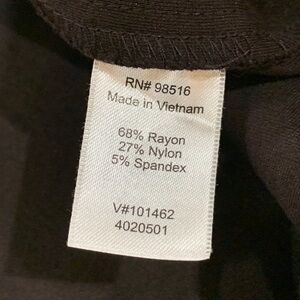 RN# 98516
Made in Vietnam
68% Rayon
27% Nylon
5% Spandex
V#101462
4020501